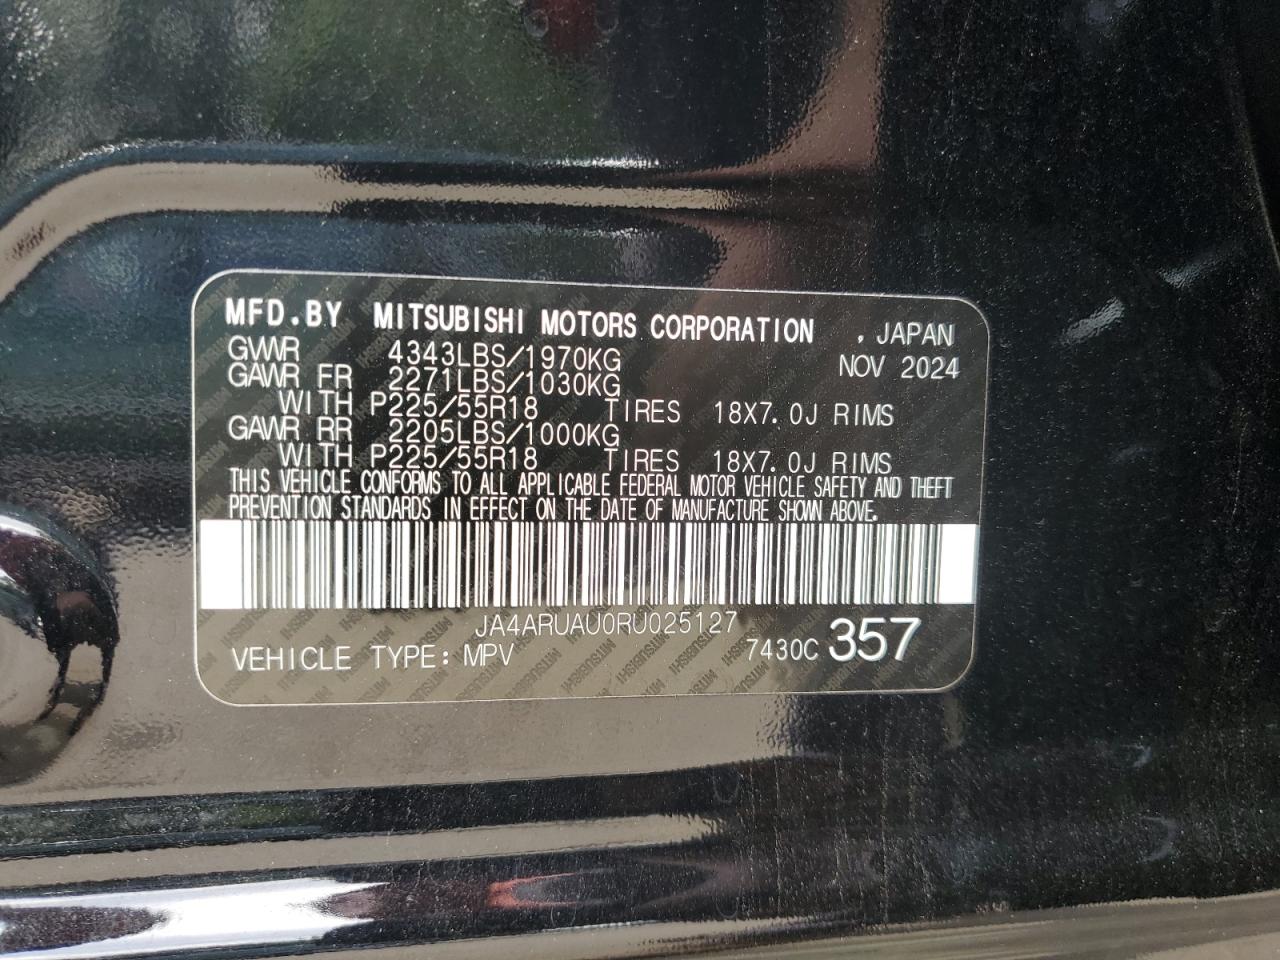 MFD.BY MITSUBISHI MOTORS CORPORATION , JAPAN
GVWR 4343LBS/1970KG NOV 2024
GAWR FR 2271LBS/1030KG
WITH P225/55R18 TIRES 18X7.0J RIMS
GAWR RR 2205LBS/1000KG
WITH P225/55R18 TIRES 18X7.0J RIMS
THIS VEHICLE CONFORMS TO ALL APPLICABLE FEDERAL MOTOR VEHICLE SAFETY AND THEFT
PREVENTION STANDARDS IN EFFECT ON THE DATE OF MANUFACTURE SHOWN ABOVE.
JA4ARUAU0RU025127
VEHICLE TYPE: MPV 7430C 357